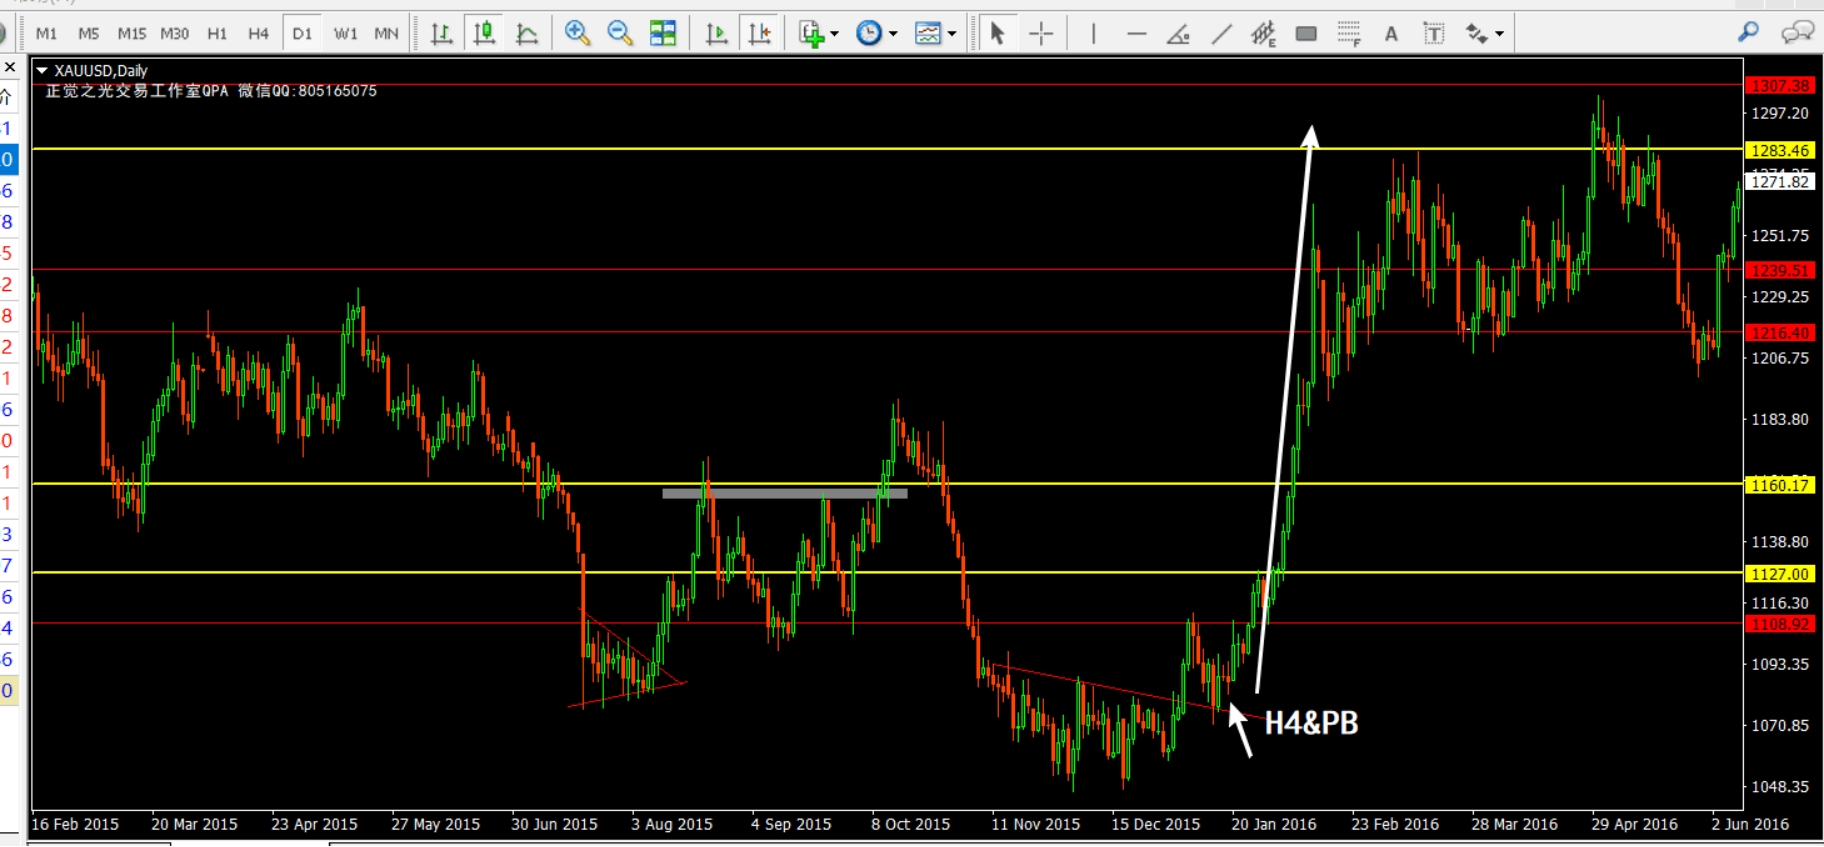 M1 M5 M15 M30 H1 H4 D1 W1 MN
E F A T
XAUUSD,Daily
正觉之光交易工作室QPA 微信QQ:805165075
价
1307.38
1297.20
1283.46
1271.82
1251.75
1239.51
1229.25
1216.40
1206.75
1183.80
1160.17
1138.80
1127.00
1116.30
1108.92
1093.35
1070.85
1048.35
H4&PB
16 Feb 2015 20 Mar 2015 23 Apr 2015 27 May 2015 30 Jun 2015 3 Aug 2015 4 Sep 2015 8 Oct 2015 11 Nov 2015 15 Dec 2015 20 Jan 2016 23 Feb 2016 28 Mar 2016 29 Apr 2016 2 Jun 2016